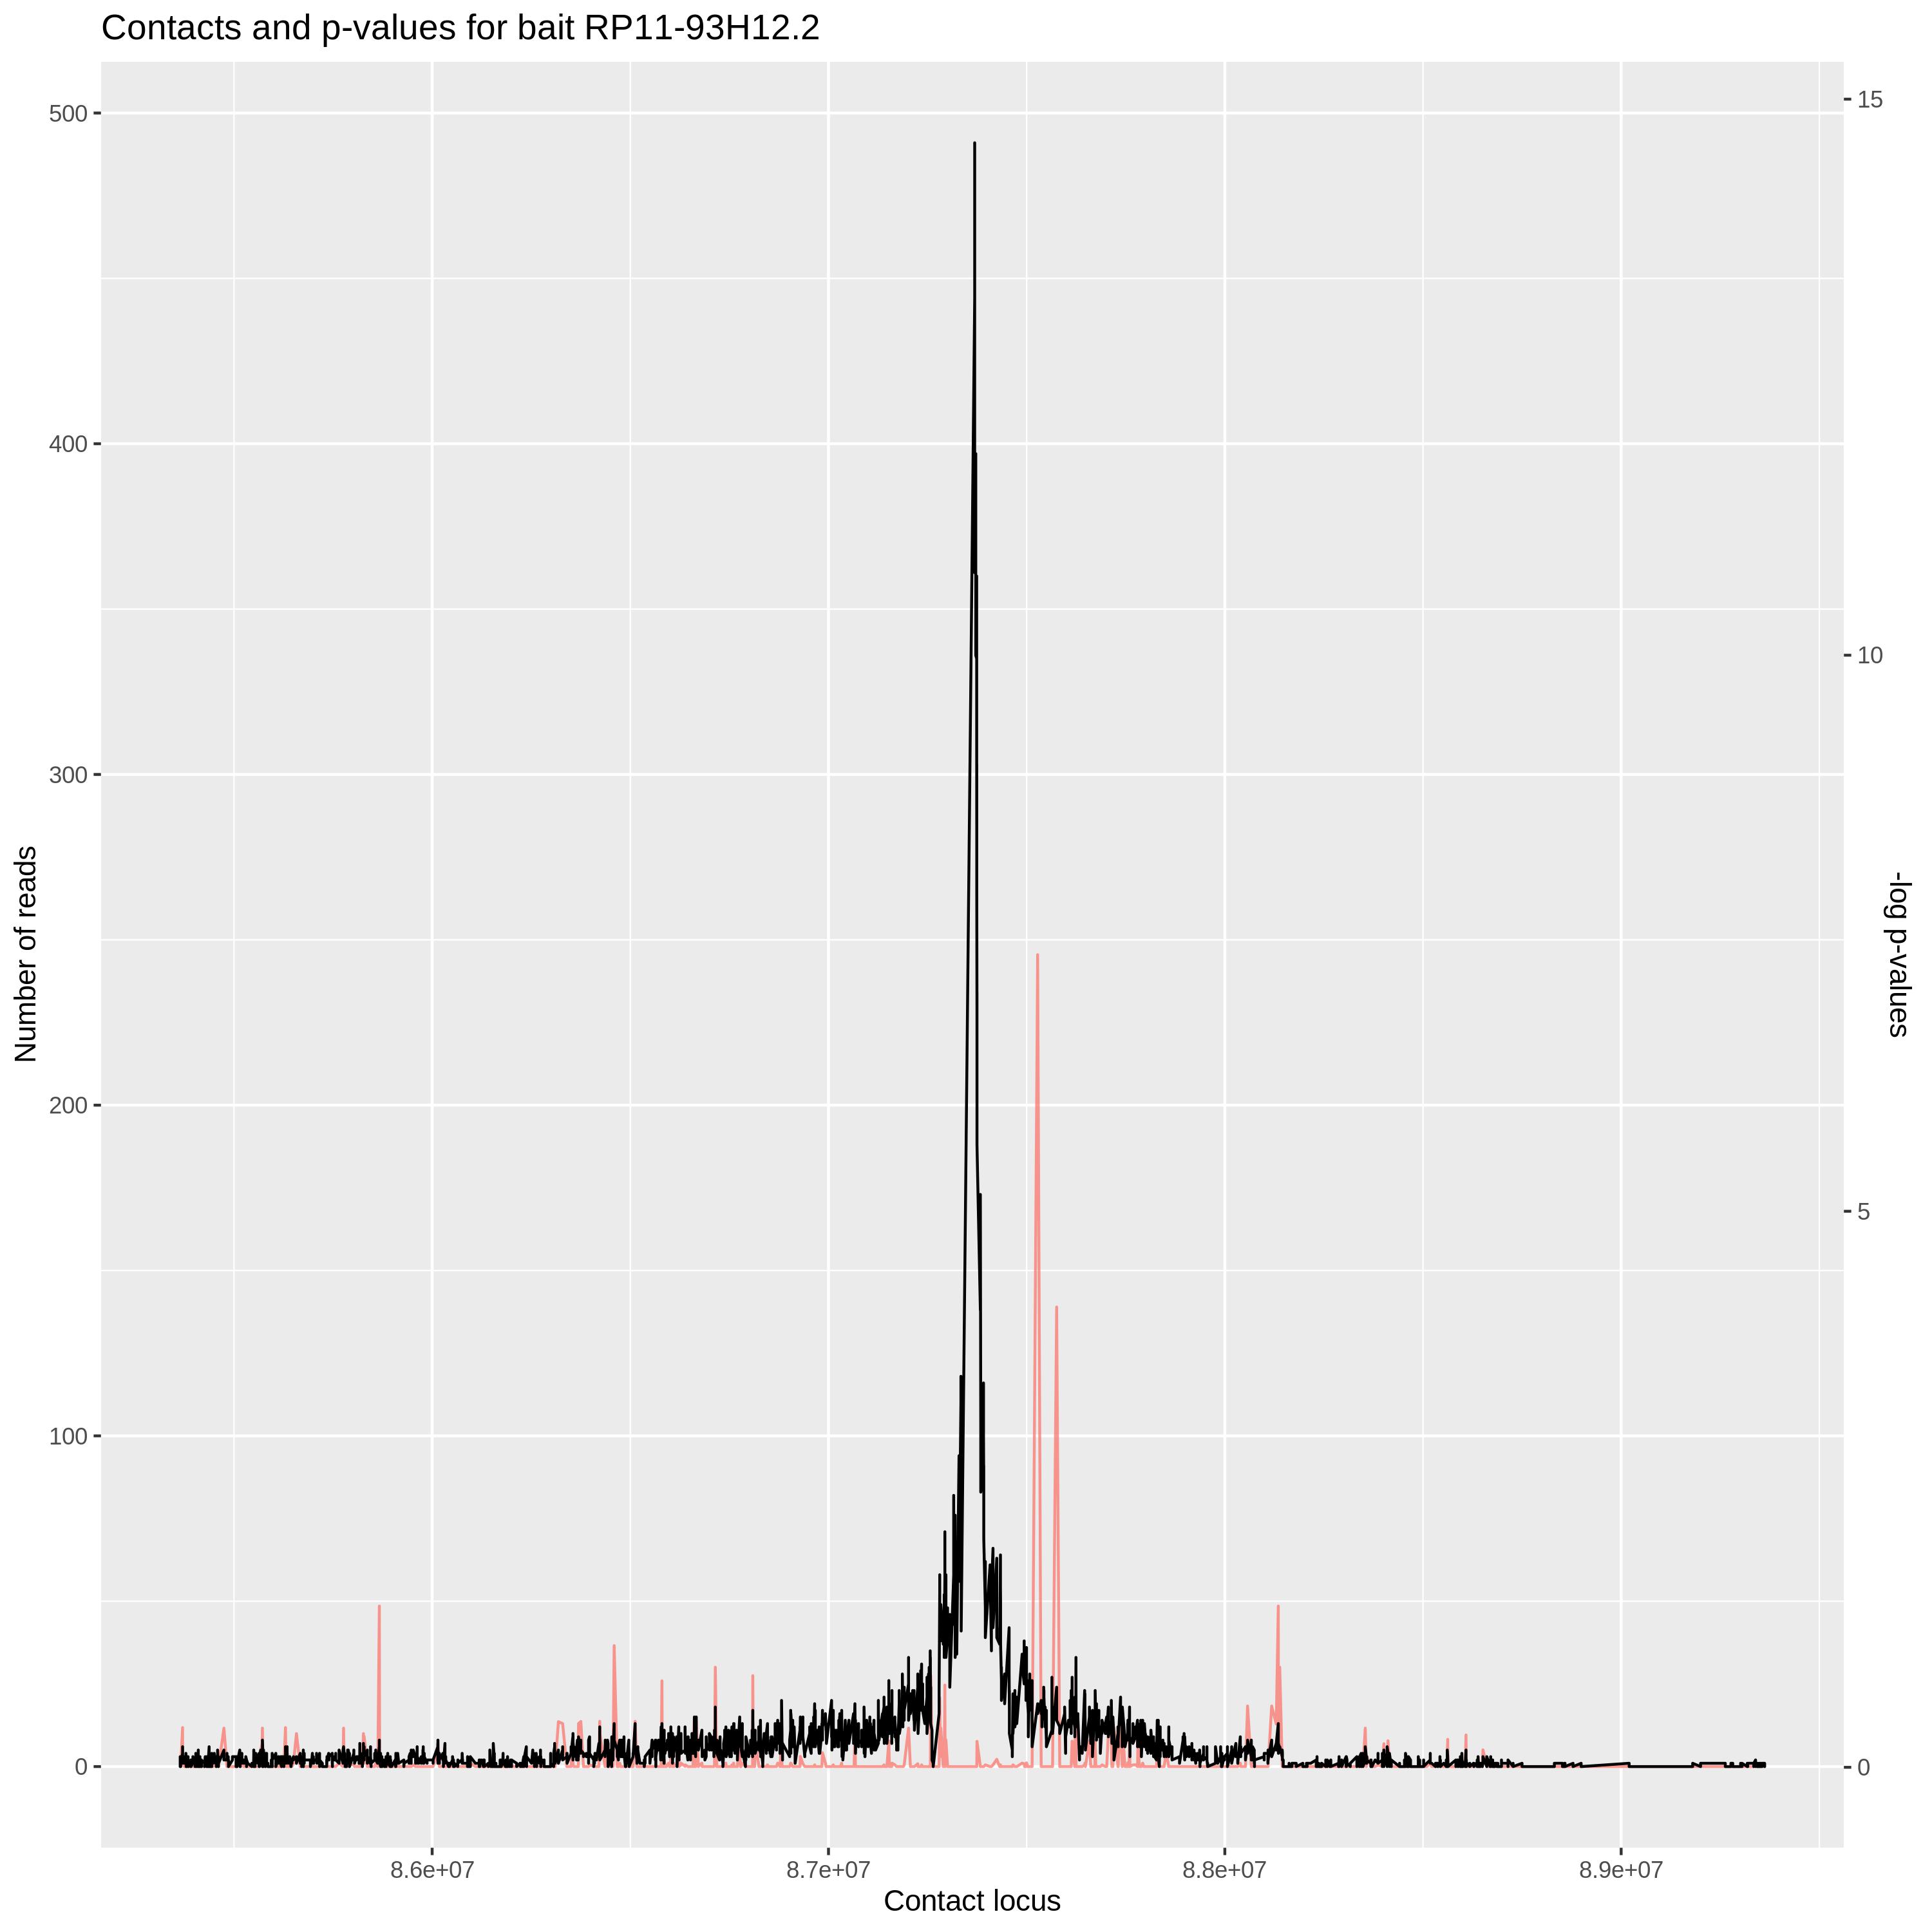 Contacts and p-values for bait RP11-93H12.2
500
400
300
200
100
0
Number of reads
15
10
5
0
-log p-values
8.6e+07
8.7e+07
8.8e+07
8.9e+07
Contact locus